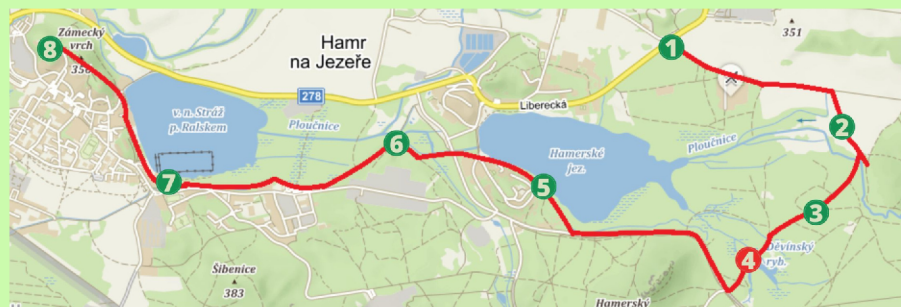 Zámecký
vrch
358
8
Hamr
na Jezeře
1
351
278
Liberecká
v. n. Stráž
p. Ralskem
Ploučnice
6
Hamerské
jez.
Ploučnice
2
7
5
3
4
Děvínský
ryb.
Šibenice
383
Hamerský